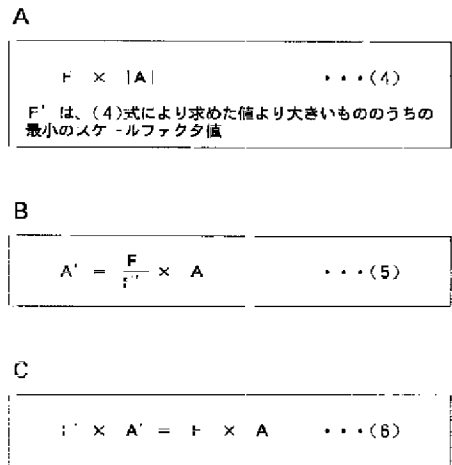 A
F × |A| ・・・(4)
F' は、(4)式により求めた値より大きいもののうちの
最小のスケールファクタ値
B
A' = F/F' × A ・・・(5)
C
F' × A' = F × A ・・・(6)